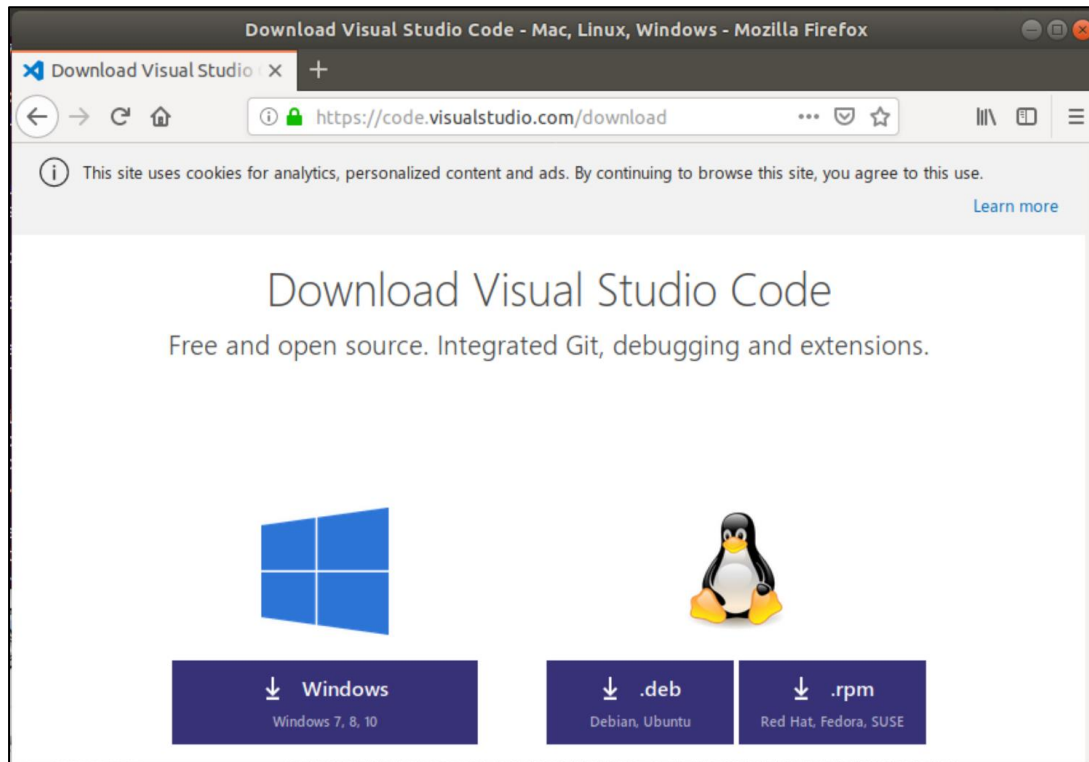 Download Visual Studio Code - Mac, Linux, Windows - Mozilla Firefox
Download Visual Studio
https://code.visualstudio.com/download
This site uses cookies for analytics, personalized content and ads. By continuing to browse this site, you agree to this use.
Learn more
Download Visual Studio Code
Free and open source. Integrated Git, debugging and extensions.
Windows
Windows 7, 8, 10
.deb
Debian, Ubuntu
.rpm
Red Hat, Fedora, SUSE